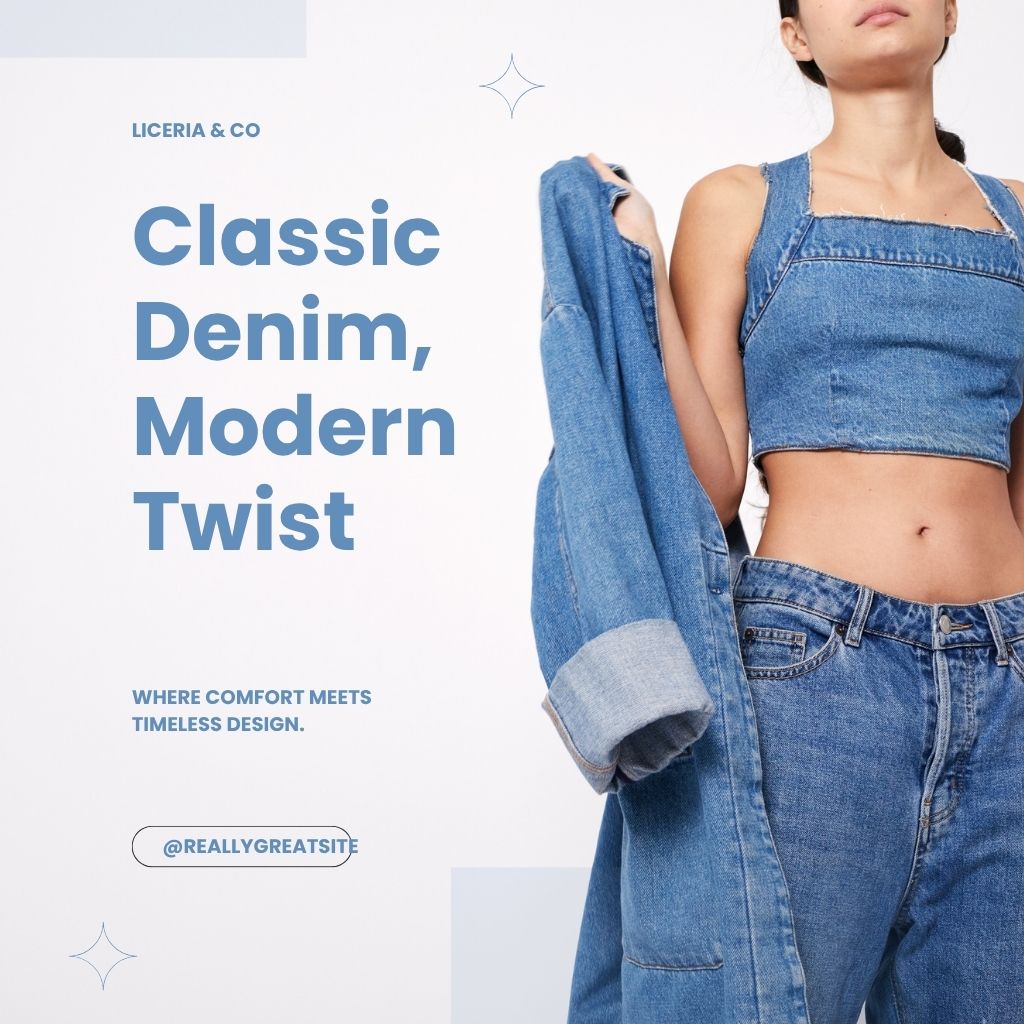 LICERIA & CO
Classic
Denim,
Modern
Twist
WHERE COMFORT MEETS
TIMELESS DESIGN.
@REALLYGREATSITE